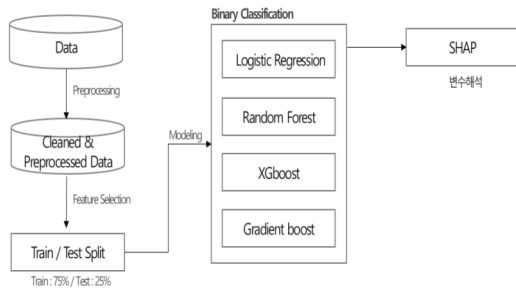 Data
Preprocessing
Cleaned &
Preprocessed Data
Feature Selection
Train / Test Split
Train : 75% / Test : 25%
Modeling
Binary Classification
Logistic Regression
Random Forest
XGboost
Gradient boost
SHAP
변수해석